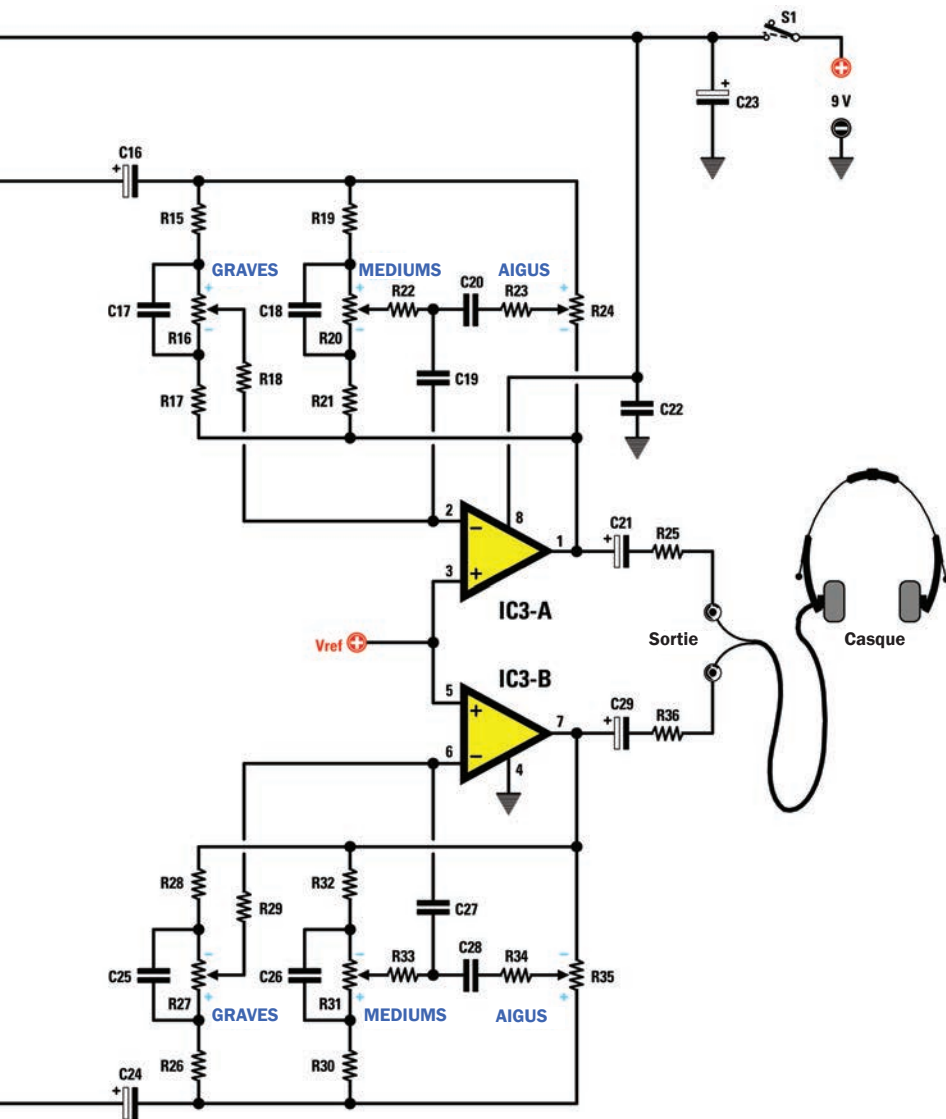 S1
+
C23
9 V
C16
+
R15
R19
GRAVES
MEDIUMS
C20
AIGUS
+
+
R22
R23
+
C17
C18
R24
R16
−
R20
−
−
R18
C19
R17
R21
C22
2
−
8
C21
R25
1
+
3
+
IC3-A
Vref +
Sortie
Casque
IC3-B
5
+
C29
R36
7
+
6
−
4
R28
R32
R29
C27
C28
−
−
R33
R34
−
C25
C26
R35
R27
+
R31
+
+
GRAVES
MEDIUMS
AIGUS
R26
R30
C24
+